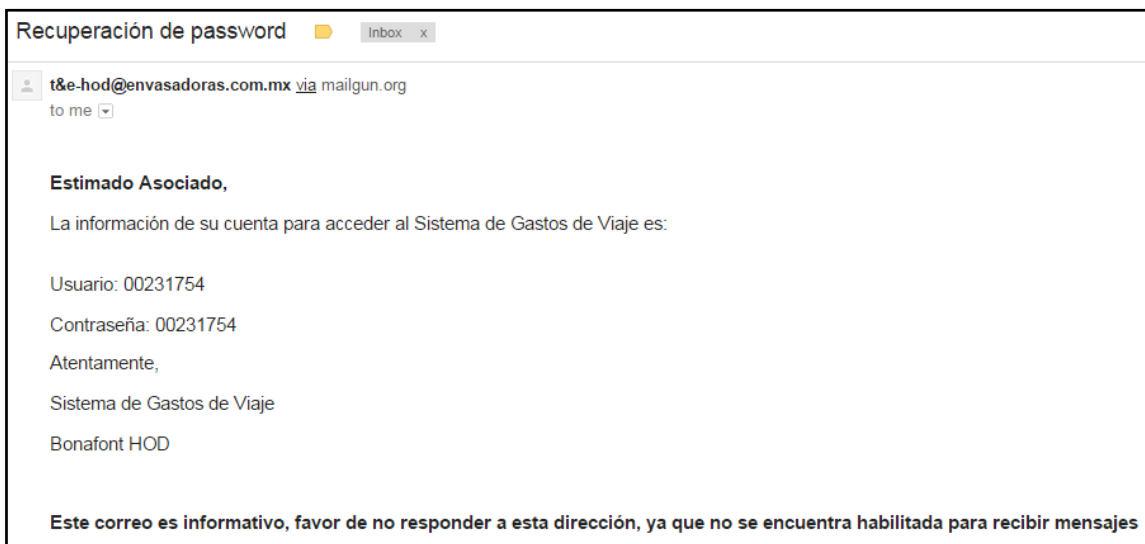 Recuperación de password Inbox x
t&e-hod@envasadoras.com.mx via mailgun.org
to me
Estimado Asociado,
La información de su cuenta para acceder al Sistema de Gastos de Viaje es:
Usuario: 00231754
Contraseña: 00231754
Atentamente,
Sistema de Gastos de Viaje
Bonafont HOD
Este correo es informativo, favor de no responder a esta dirección, ya que no se encuentra habilitada para recibir mensajes